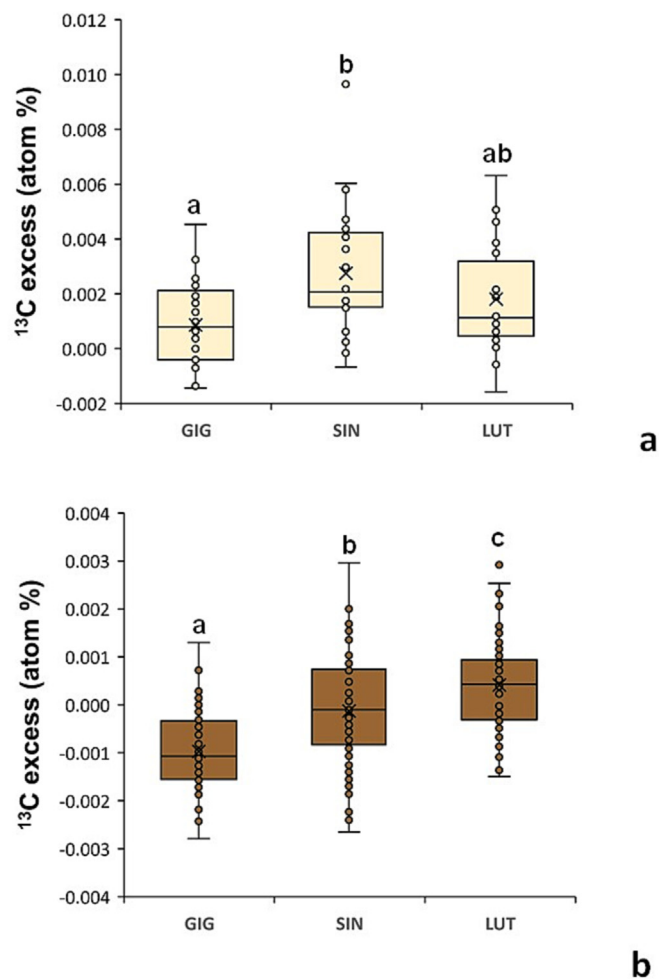 0.012
0.010
0.008
0.006
0.004
0.002
0.000
-0.002
¹³C excess (atom %)
a
b
ab
GIG SIN LUT
a
0.004
0.003
0.002
0.001
0.000
-0.001
-0.002
-0.003
-0.004
¹³C excess (atom %)
a
b
c
GIG SIN LUT
b